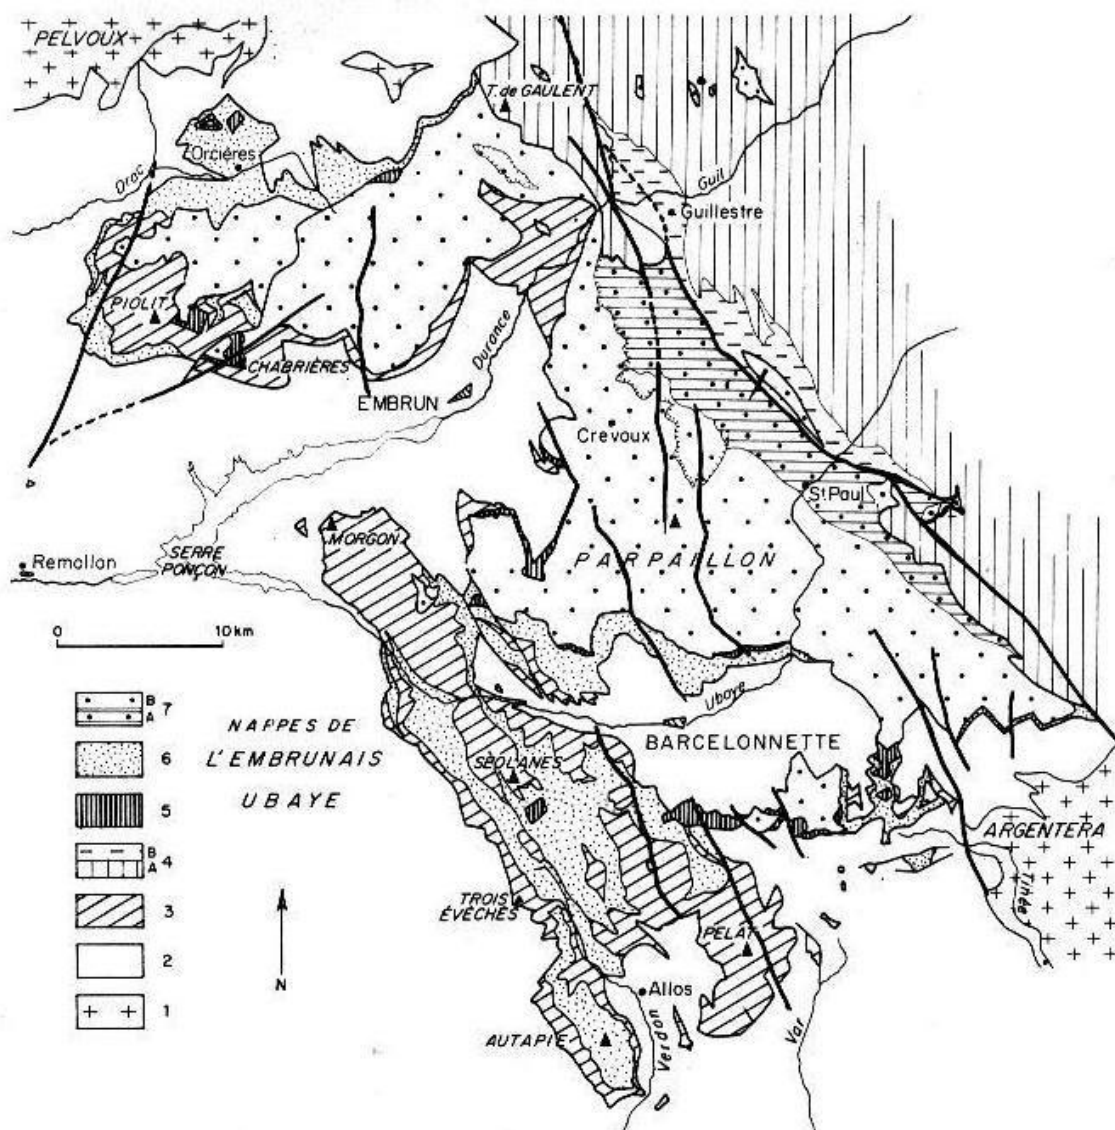 PELVOUX
T. de GAULENT
Orcières
Drac
Guil
Guillestre
PIOLIT
CHABRIÈRES
Durance
EMBRUN
Crevoux
St Paul
MORGON
PARPAILLON
Remollon
SERRE
PONÇON
0 10 km
Ubaye
BARCELONNETTE
B
A 7
6
5
B
A 4
3
2
1
NAPPES DE
L'EMBRUNAIS
UBAYE
SÉOLANES
ARGENTERA
Tinée
TROIS
ÉVÊCHÉS
PELAT
N
Allos
AUTAPIE
Verdon
Var